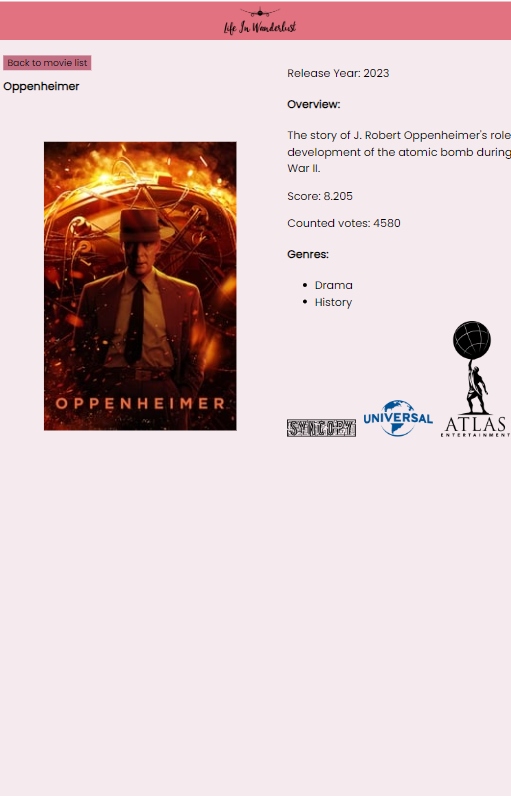 Life In Wanderlust
Back to movie list
Oppenheimer
OPPENHEIMER
Release Year: 2023
Overview:
The story of J. Robert Oppenheimer's role
development of the atomic bomb during
War II.
Score: 8.205
Counted votes: 4580
Genres:
Drama
History
SYNCOPY
UNIVERSAL
ATLAS
ENTERTAINMENT